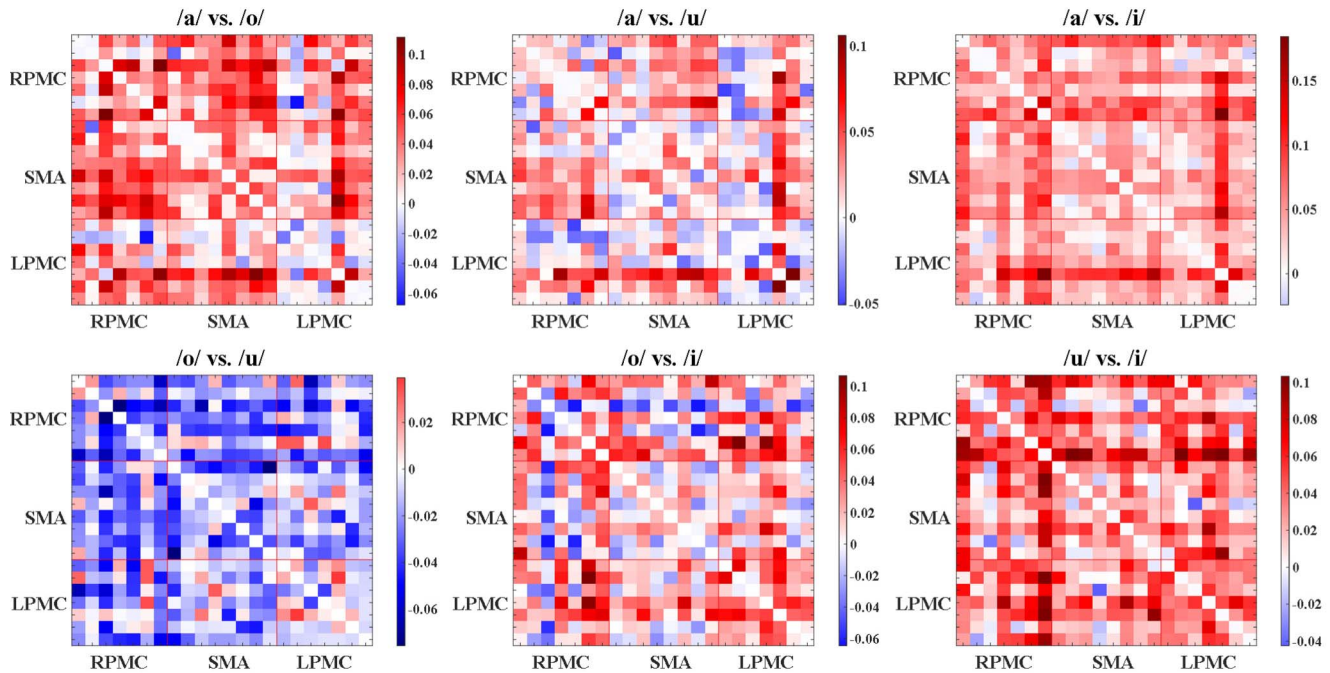 /a/ vs. /o/
RPMC
SMA
LPMC
RPMC SMA LPMC
0.1
0.08
0.06
0.04
0.02
0
-0.02
-0.04
-0.06
/a/ vs. /u/
RPMC
SMA
LPMC
RPMC SMA LPMC
0.1
0.05
0
-0.05
/a/ vs. /i/
RPMC
SMA
LPMC
RPMC SMA LPMC
0.15
0.1
0.05
0
/o/ vs. /u/
RPMC
SMA
LPMC
RPMC SMA LPMC
0.02
0
-0.02
-0.04
-0.06
/o/ vs. /i/
RPMC
SMA
LPMC
RPMC SMA LPMC
0.1
0.08
0.06
0.04
0.02
0
-0.02
-0.04
-0.06
/u/ vs. /i/
RPMC
SMA
LPMC
RPMC SMA LPMC
0.1
0.08
0.06
0.04
0.02
0
-0.02
-0.04